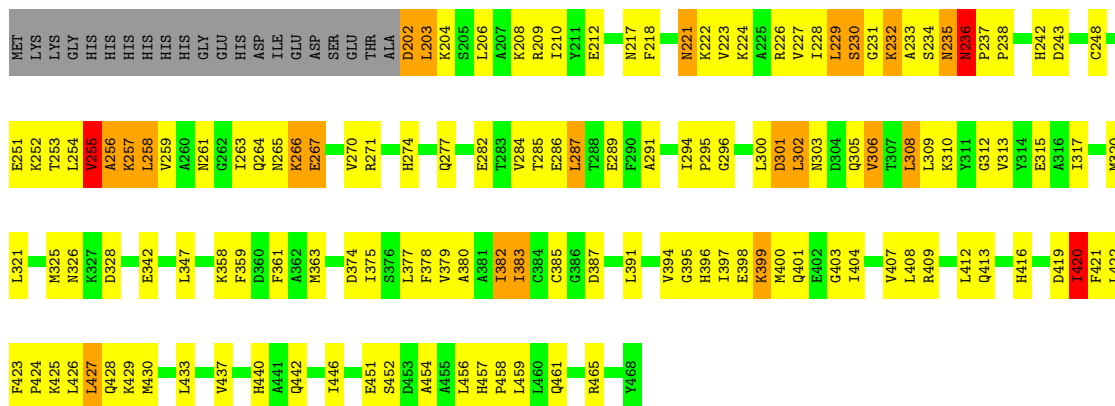 MET LYS LYS GLY HIS HIS HIS HIS HIS HIS GLY GLU HIS ASP ILE GLU ASP SER GLU THR ALA D202 L203 K204 S205 L206 A207 K208 R209 I210 Y211 E212 N217 F218 N221 K222 V223 K224 A225 R226 V227 I228 L229 S230 G231 K232 A233 S234 N235 N236 P237 P238 H242 D243 C248
E251 K252 T253 L254 V255 A256 K257 L258 V259 A260 N261 G262 I263 Q264 N265 K266 E267 V270 R271 H274 Q277 E282 T283 V284 T285 E286 L287 T288 E289 F290 A291 I294 P295 G296 L300 D301 L302 N303 D304 Q305 V306 T307 L308 L309 K310 Y311 G312 V313 Y314 E315 A316 I317
L321 M325 N326 K327 D328 E342 L347 K358 F359 D360 F361 A362 M363 D374 I375 S376 L377 F378 V379 A380 A381 I382 I383 C384 C385 G386 D387 L391 V394 G395 H396 I397 E398 K399 M400 Q401 E402 G403 I404 V407 L408 R409 L412 Q413 H416 D419 I420 F421
F423 P424 K425 L426 L427 Q428 K429 M430 L433 V437 H440 A441 Q442 I446 E451 S452 D453 A454 A455 L456 H457 P458 L459 L460 Q461 R465 Y468